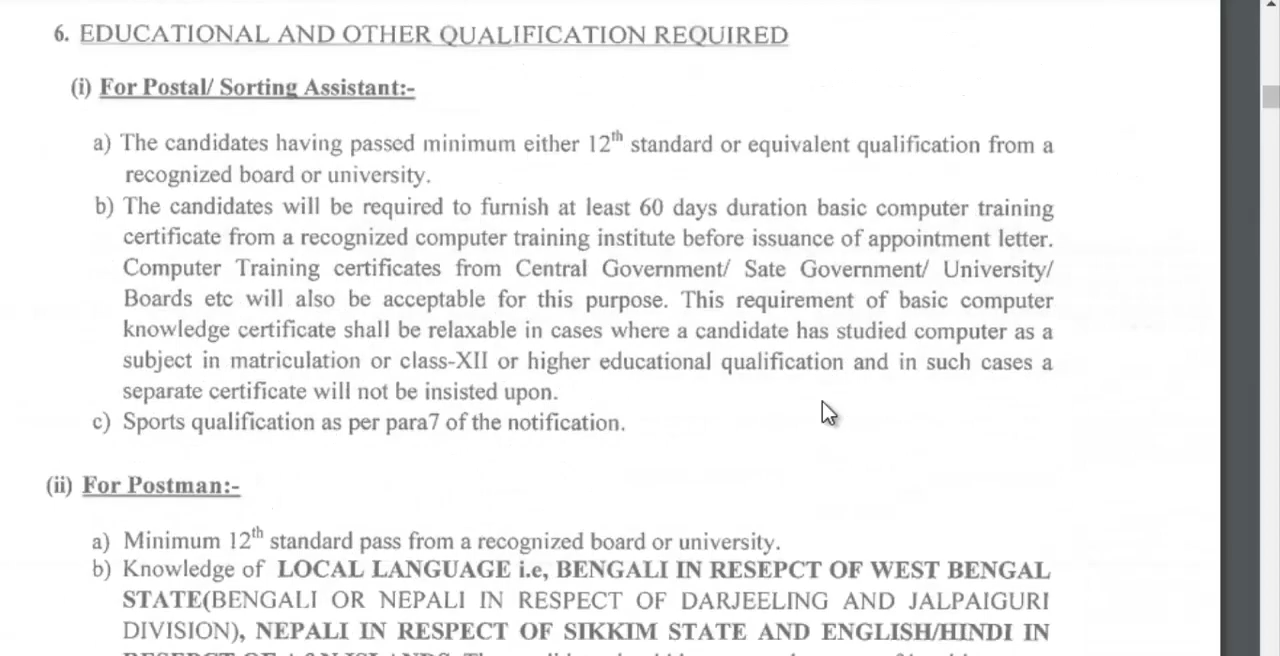 6. EDUCATIONAL AND OTHER QUALIFICATION REQUIRED
(i) For Postal/ Sorting Assistant:-
a) The candidates having passed minimum either 12th standard or equivalent qualification from a
recognized board or university.
b) The candidates will be required to furnish at least 60 days duration basic computer training
certificate from a recognized computer training institute before issuance of appointment letter.
Computer Training certificates from Central Government/ Sate Government/ University/
Boards etc will also be acceptable for this purpose. This requirement of basic computer
knowledge certificate shall be relaxable in cases where a candidate has studied computer as a
subject in matriculation or class-XII or higher educational qualification and in such cases a
separate certificate will not be insisted upon.
c) Sports qualification as per para7 of the notification.
(ii) For Postman:-
a) Minimum 12th standard pass from a recognized board or university.
b) Knowledge of LOCAL LANGUAGE i.e, BENGALI IN RESEPCT OF WEST BENGAL
STATE(BENGALI OR NEPALI IN RESPECT OF DARJEELING AND JALPAIGURI
DIVISION), NEPALI IN RESPECT OF SIKKIM STATE AND ENGLISH/HINDI IN